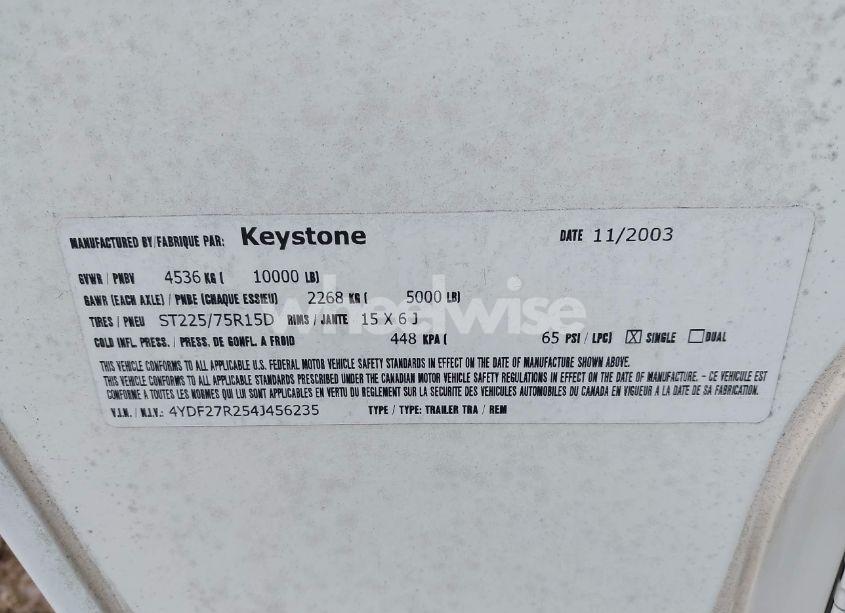 wheelwise
MANUFACTURED BY/FABRIQUE PAR: Keystone DATE 11/2003
GVWR / PNBV 4536 KG ( 10000 LB)
GAWR (EACH AXLE) / PNBE (CHAQUE ESSIEU) 2268 KG ( 5000 LB)
TIRES / PNEU ST225/75R15D RIMS / JANTE 15 X 6 J
COLD INFL. PRESS. / PRESS. DE GONFL. A FROID 448 KPA ( 65 PSI / LPC) X SINGLE DUAL
wheelwise
THIS VEHICLE CONFORMS TO ALL APPLICABLE U.S. FEDERAL MOTOR VEHICLE SAFETY STANDARDS IN EFFECT ON THE DATE OF MANUFACTURE SHOWN ABOVE.
THIS VEHICLE CONFORMS TO ALL APPLICABLE STANDARDS PRESCRIBED UNDER THE CANADIAN MOTOR VEHICLE SAFETY REGULATIONS IN EFFECT ON THE DATE OF MANUFACTURE. - CE VEHICULE EST
CONFORME A TOUTES LES NORMES QUI LUI SONT APPLICABLES EN VERTU DU REGLEMENT SUR LA SECURITE DES VEHICULES AUTOMOBILES DU CANADA EN VIGUEUR A LA DATE DE SA FABRICATION.
V.I.N. / N.I.V.: 4YDF27R254J456235 TYPE / TYPE: TRAILER TRA / REM
wheelwise